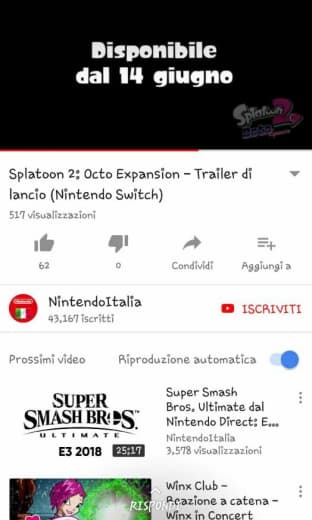 Disponibile
dal 14 giugno
Splatoon 2
Octo Expansion
Splatoon 2: Octo Expansion – Trailer di
lancio (Nintendo Switch)
517 visualizzazioni
62
0
Condividi
Aggiungi a
Nintendo
NintendoItalia
43,167 iscritti
ISCRIVITI
Prossimi video
Riproduzione automatica
SUPER
SMASH BROS.
ULTIMATE
E3 2018
25:17
Super Smash
Bros. Ultimate dal
Nintendo Direct: E...
NintendoItalia
3,578 visualizzazioni
Winx Club –
Reazione a catena –
Winx in Concert
RISPONDI